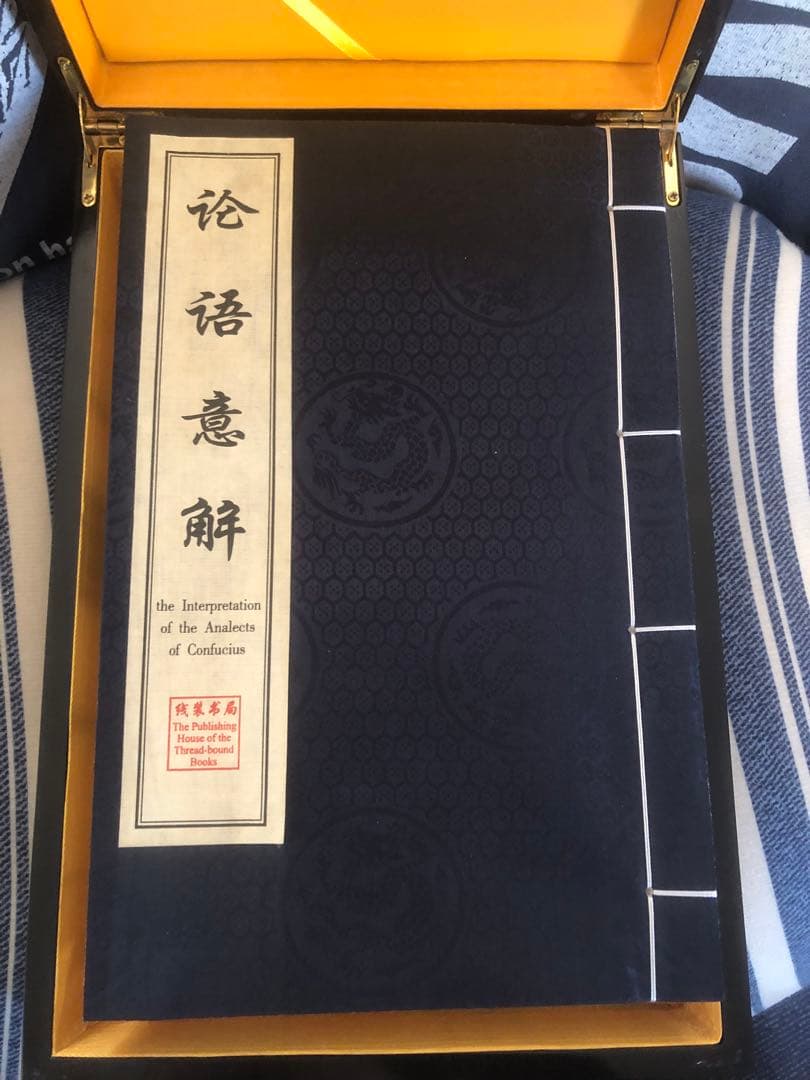 论语意解
the Interpretation
of the Analects
of Confucius
线装书局
The Publishing
House of the
Thread-bound
Books
on h